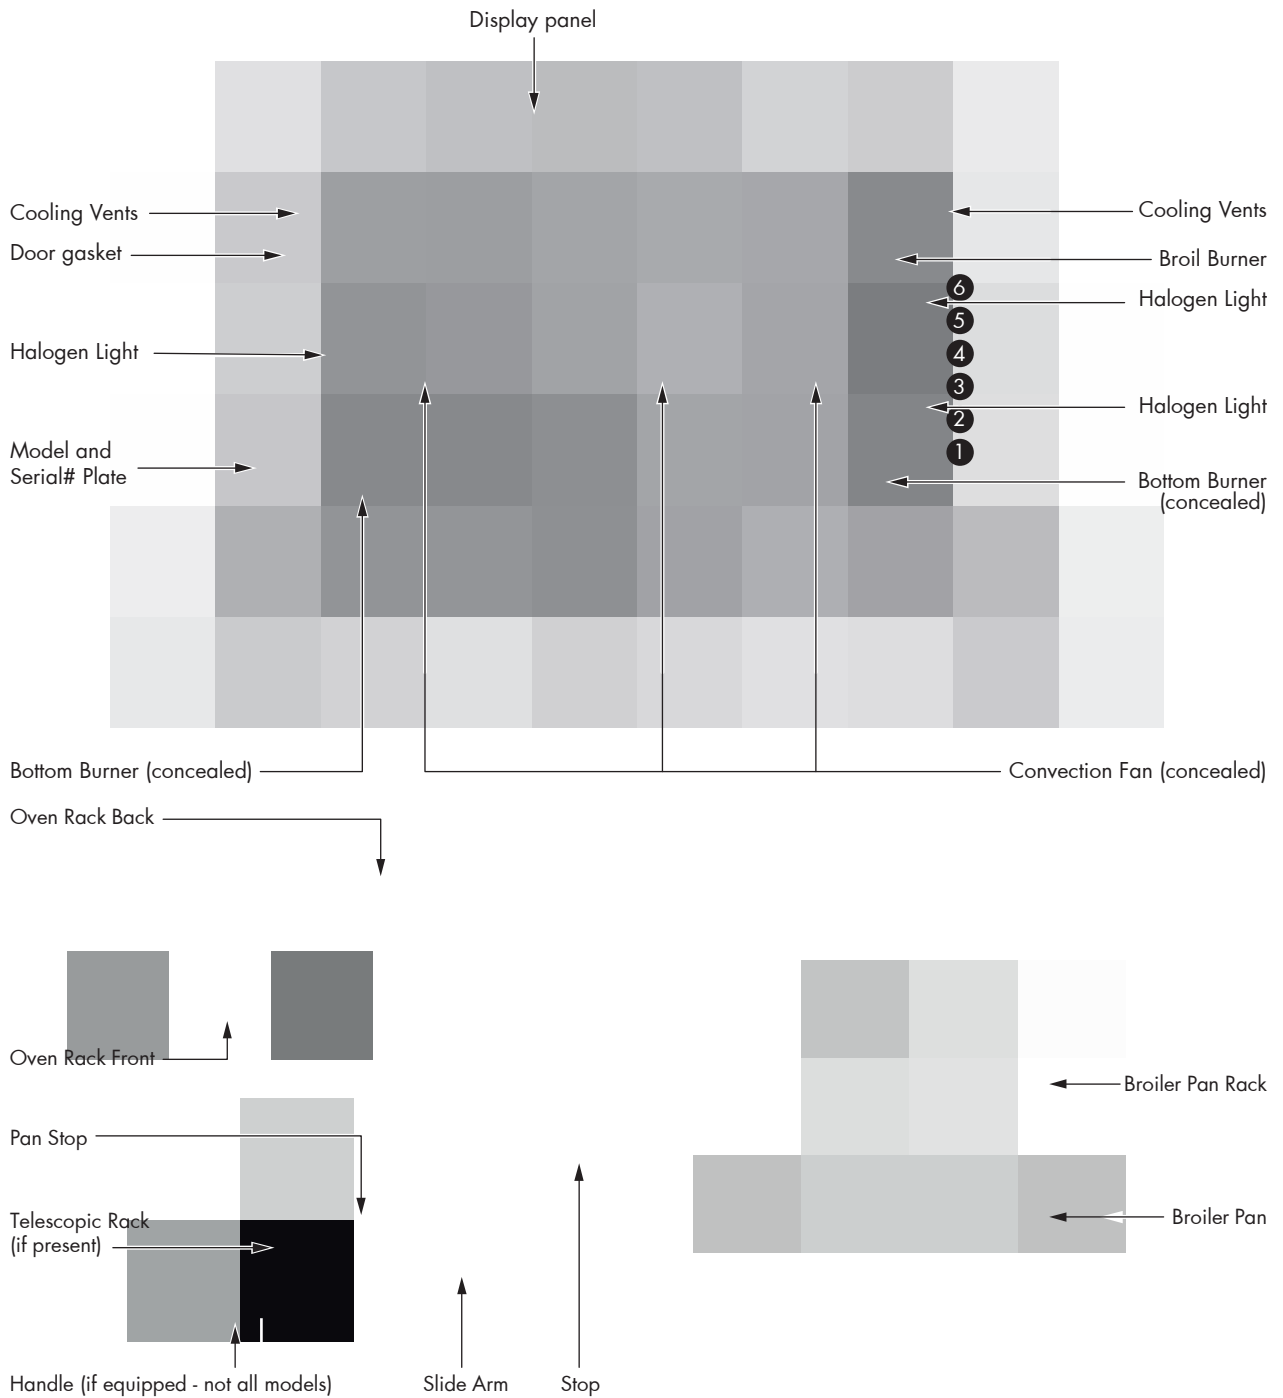 Display panel
Cooling Vents
Cooling Vents
Door gasket
Broil Burner
6
Halogen Light
5
Halogen Light
4
3
Halogen Light
2
Model and
Serial# Plate
1
Bottom Burner
(concealed)
Bottom Burner (concealed)
Convection Fan (concealed)
Oven Rack Back
Oven Rack Front
Broiler Pan Rack
Pan Stop
Telescopic Rack
(if present)
Broiler Pan
Handle (if equipped - not all models)
Slide Arm
Stop